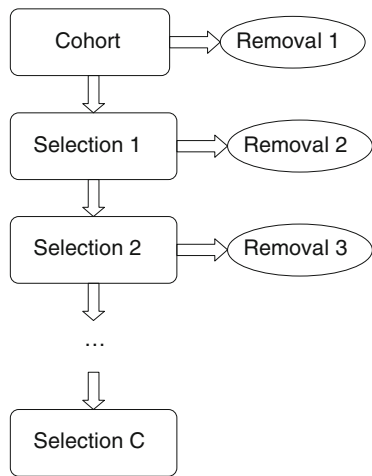 Cohort
Removal 1
Selection 1
Removal 2
Selection 2
Removal 3
...
Selection C